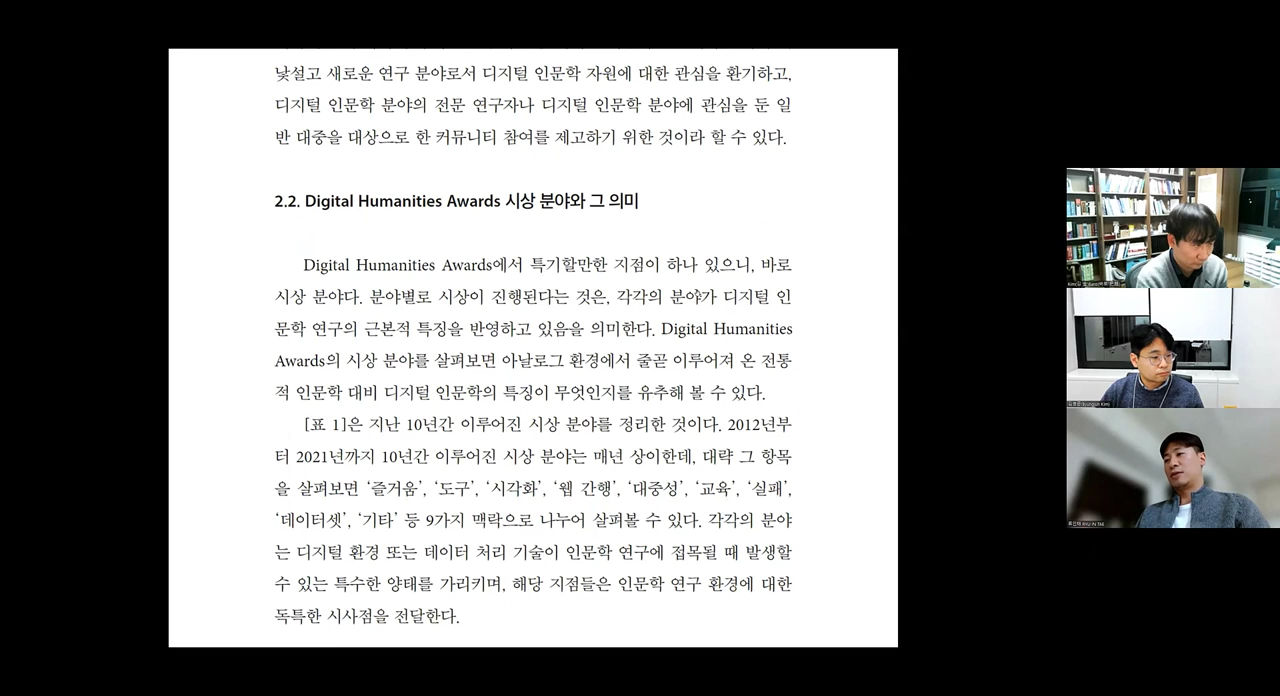 낯설고 새로운 연구 분야로서 디지털 인문학 자원에 대한 관심을 환기하고,
디지털 인문학 분야의 전문 연구자나 디지털 인문학 분야에 관심을 둔 일
반 대중을 대상으로 한 커뮤니티 참여를 제고하기 위한 것이라 할 수 있다.
2.2. Digital Humanities Awards 시상 분야와 그 의미
Digital Humanities Awards에서 특기할만한 지점이 하나 있으니, 바로
시상 분야다. 분야별로 시상이 진행된다는 것은, 각각의 분야가 디지털 인
문학 연구의 근본적 특징을 반영하고 있음을 의미한다. Digital Humanities
Awards의 시상 분야를 살펴보면 아날로그 환경에서 줄곧 이루어져 온 전통
적 인문학 대비 디지털 인문학의 특징이 무엇인지를 유추해 볼 수 있다.
[표 1]은 지난 10년간 이루어진 시상 분야를 정리한 것이다. 2012년부
터 2021년까지 10년간 이루어진 시상 분야는 매년 상이한데, 대략 그 항목
을 살펴보면 ‘즐거움’, ‘도구’, ‘시각화’, ‘웹 간행’, ‘대중성’, ‘교육’, ‘실패’,
‘데이터셋’, ‘기타’ 등 9가지 맥락으로 나누어 살펴볼 수 있다. 각각의 분야
는 디지털 환경 또는 데이터 처리 기술이 인문학 연구에 접목될 때 발생할
수 있는 특수한 양태를 가리키며, 해당 지점들은 인문학 연구 환경에 대한
독특한 시사점을 전달한다.
RYU IN TAE